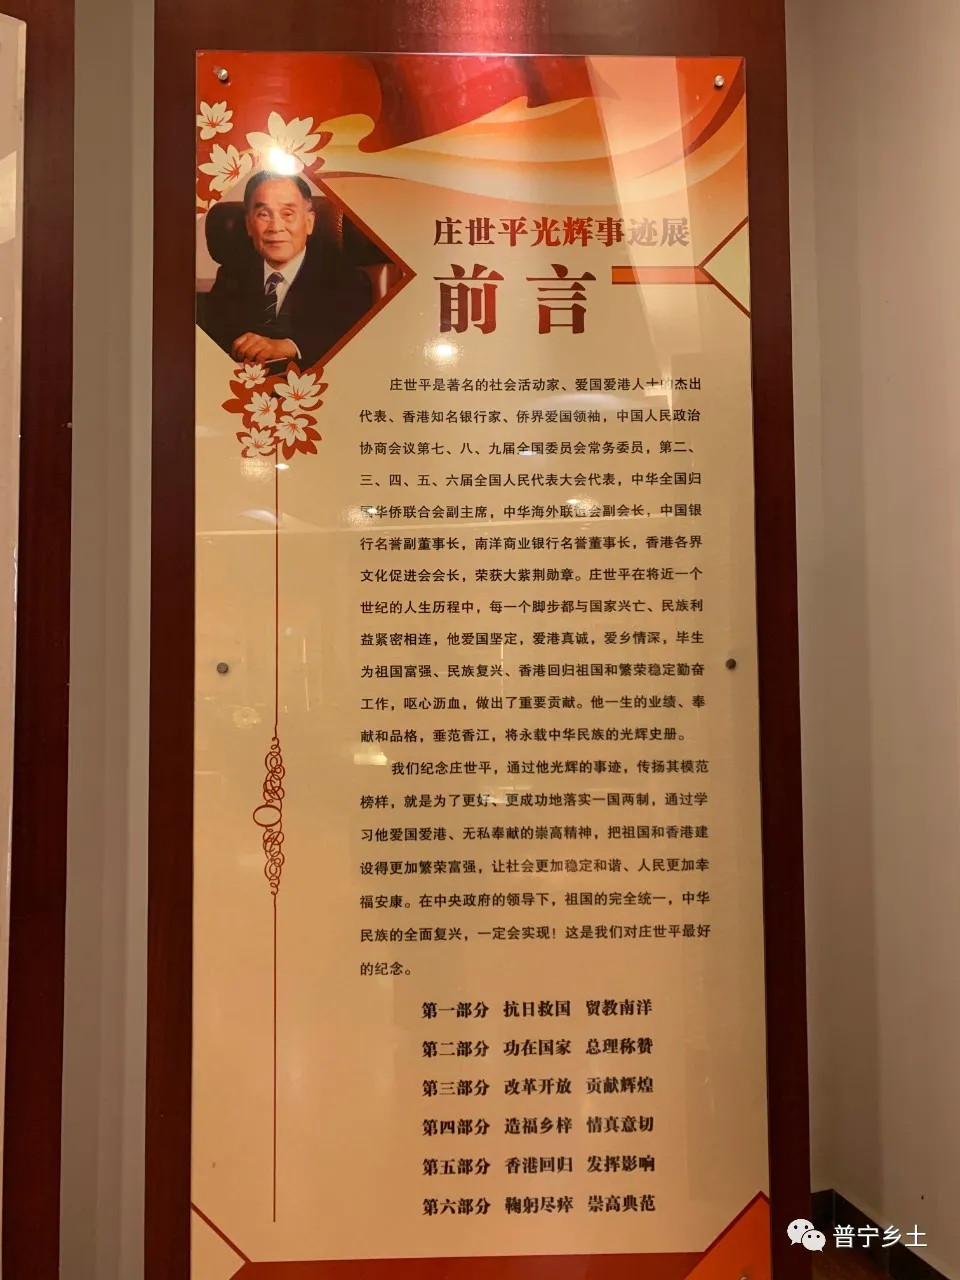 庄世平光辉事迹展
前言
庄世平是著名的社会活动家、爱国爱港人士的杰出
代表、香港知名银行家、侨界爱国领袖，中国人民政治
协商会议第七、八、九届全国委员会常务委员，第二、
三、四、五、六届全国人民代表大会代表，中华全国归
国华侨联合会副主席，中华海外联谊会副会长，中国银
行名誉副董事长，南洋商业银行名誉董事长，香港各界
文化促进会会长，荣获大紫荆勋章。庄世平在将近一个
世纪的人生历程中，每一个脚步都与国家兴亡、民族利
益紧密相连，他爱国坚定，爱港真诚，爱乡情深，毕生
为祖国富强、民族复兴、香港回归祖国和繁荣稳定勤奋
工作，呕心沥血，做出了重要贡献。他一生的业绩、奉
献和品格，垂范香江，将永载中华民族的光辉史册。
我们纪念庄世平，通过他光辉的事迹，传扬其模范
榜样，就是为了更好、更成功地落实一国两制，通过学
习他爱国爱港、无私奉献的崇高精神，把祖国和香港建
设得更加繁荣富强，让社会更加稳定和谐、人民更加幸
福安康。在中央政府的领导下，祖国的完全统一，中华
民族的全面复兴，一定会实现！这是我们对庄世平最好
的纪念。
第一部分 抗日救国 贸教南洋
第二部分 功在国家 总理称赞
第三部分 改革开放 贡献辉煌
第四部分 造福乡梓 情真意切
第五部分 香港回归 发挥影响
第六部分 鞠躬尽瘁 崇高典范
普宁乡土